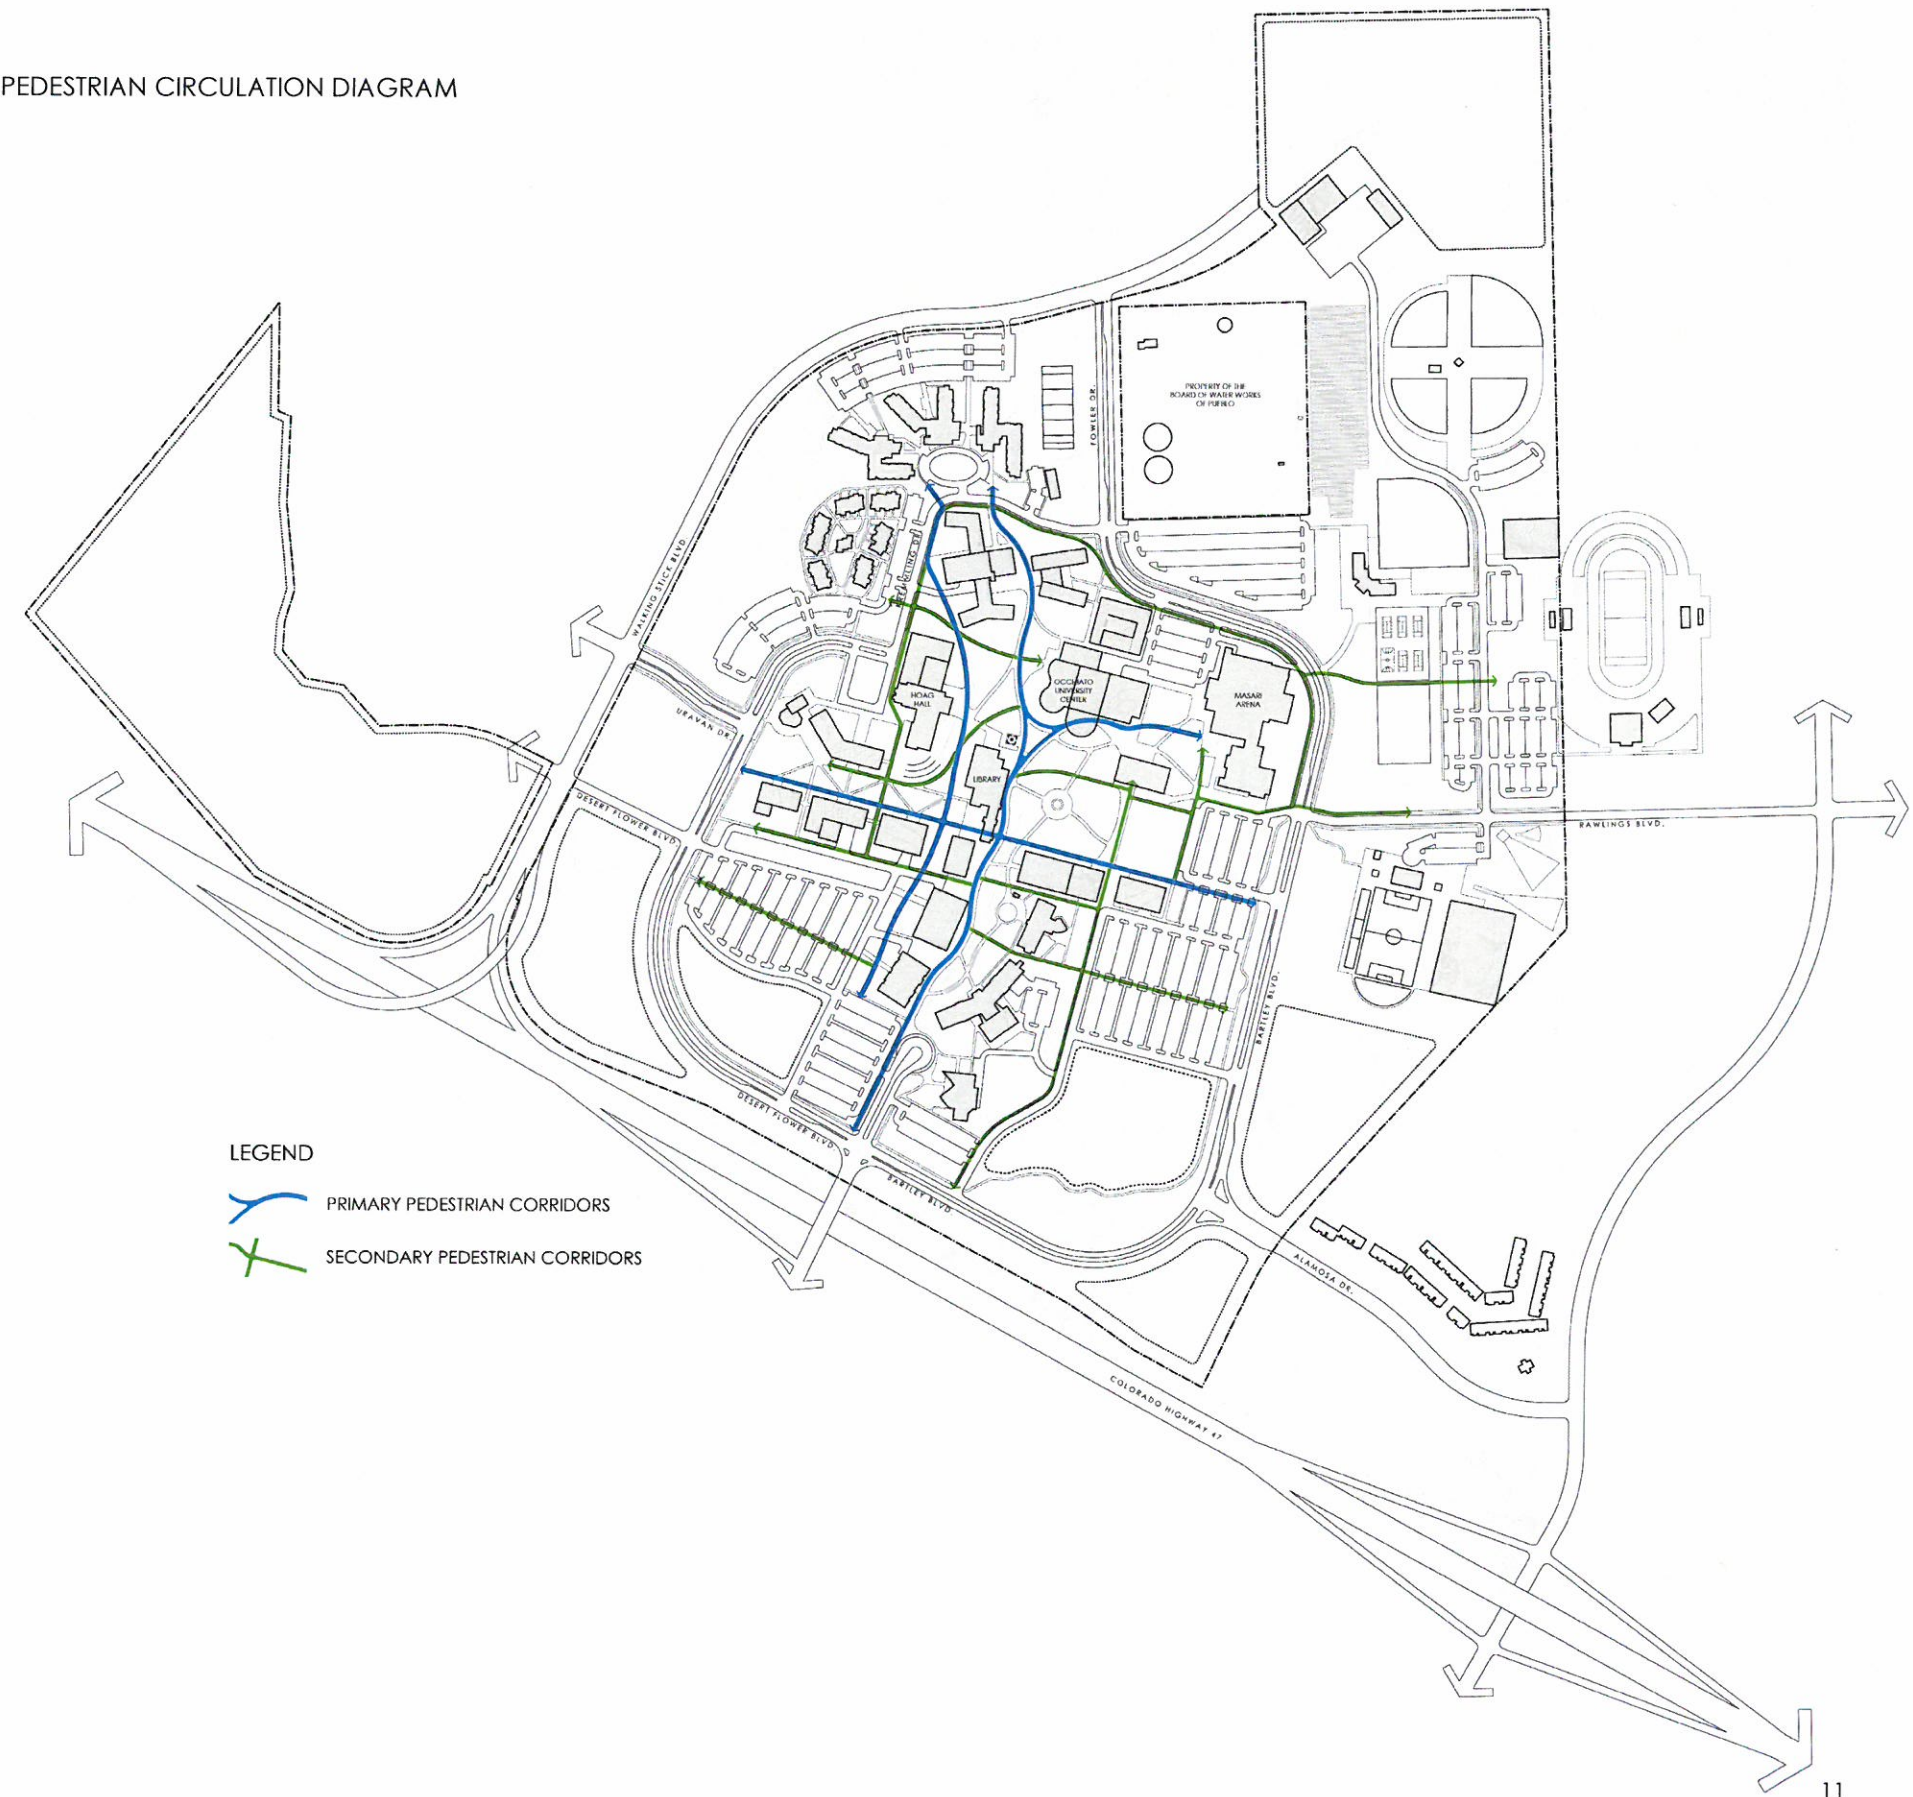 PEDESTRIAN CIRCULATION DIAGRAM
PROPERTY OF THE
BOARD OF WATER WORKS
OF PUEBLO
FOWLER DR.
WALKING STICK BLVD.
OCCHIATO
UNIVERSITY
CENTER
MASARI
ARENA
HOAG
HALL
URAVAN DR.
LIBRARY
DESERT FLOWER BLVD.
RAWLINGS BLVD.
BARTLEY BLVD.
DESERT FLOWER BLVD.
BARTLEY BLVD.
ALAMOSA DR.
COLORADO HIGHWAY 47
LEGEND
PRIMARY PEDESTRIAN CORRIDORS
SECONDARY PEDESTRIAN CORRIDORS
11